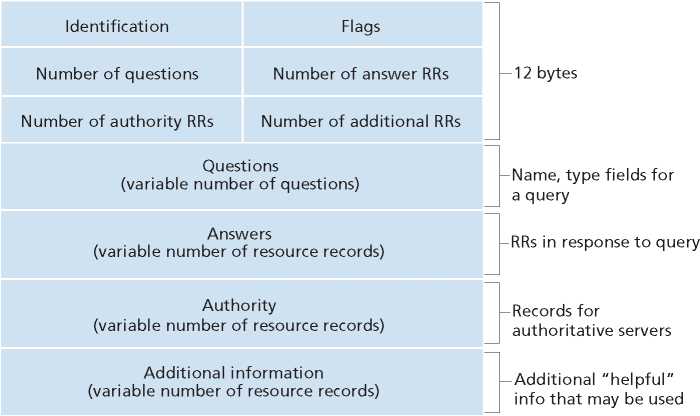 Identification
Flags
Number of questions
Number of answer RRs
12 bytes
Number of authority RRs
Number of additional RRs
Questions
(variable number of questions)
Name, type fields for
a query
Answers
(variable number of resource records)
RRs in response to query
Authority
(variable number of resource records)
Records for
authoritative servers
Additional information
(variable number of resource records)
Additional “helpful”
info that may be used